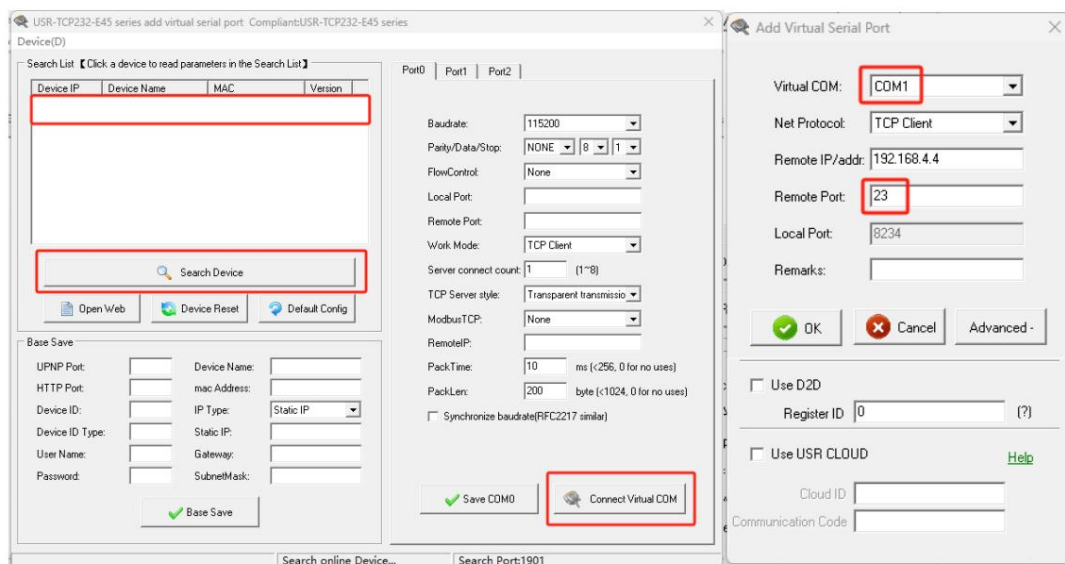 USR-TCP232-E45 series add virtual serial port Compliant:USR-TCP232-E45 series
Device(D)
Search List 【Click a device to read parameters in the Search List】
Device IP Device Name MAC Version
Search Device
Open Web Device Reset Default Config
Base Save
UPNP Port: Device Name:
HTTP Port: mac Address:
Device ID: IP Type: Static IP
Device ID Type: Static IP:
User Name: Gateway:
Password: SubnetMask:
Base Save
Port0 Port1 Port2
Baudrate: 115200
Parity/Data/Stop: NONE 8 1
FlowControl: None
Local Port:
Remote Port:
Work Mode: TCP Client
Server connect count: 1 (1~8)
TCP Server style: Transparent transmissio
ModbusTCP: None
RemoteIP:
PackTime: 10 ms (<256, 0 for no uses)
PackLen: 200 byte (<1024, 0 for no uses)
Synchronize baudrate(RFC2217 similar)
Save COM0 Connect Virtual COM
Search online Device... Search Port:1901
Add Virtual Serial Port
Virtual COM: COM1
Net Protocol: TCP Client
Remote IP/addr: 192.168.4.4
Remote Port: 23
Local Port: 8234
Remarks:
OK Cancel Advanced -
Use D2D
Register ID 0 (?)
Use USR CLOUD Help
Cloud ID
Communication Code